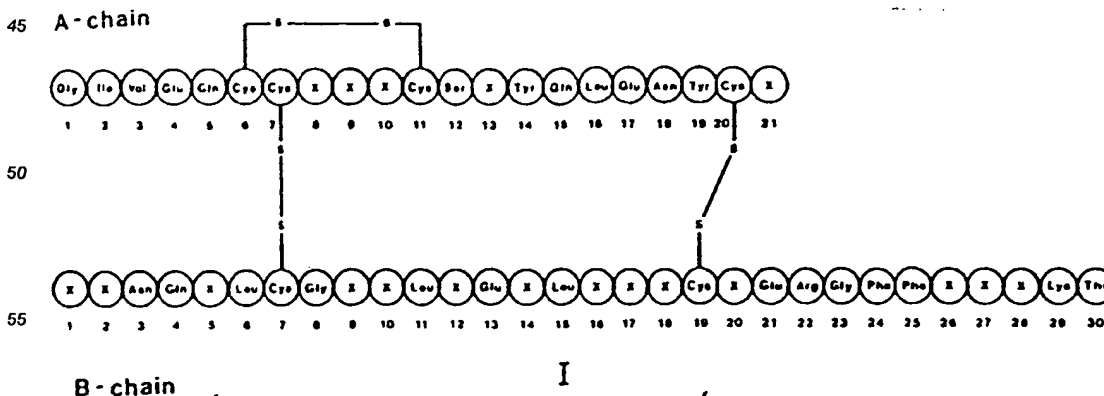 45 A-chain
S S
Gly Ile Val Glu Gln Cys Cys X X X Cys Ser X Tyr Gln Leu Glu Asn Tyr Cys X
1 2 3 4 5 6 7 8 9 10 11 12 13 14 15 16 17 18 19 20 21
S S
50
S S
X X Asn Gln X Leu Cys Gly X X Leu X Glu X Leu X X X Cys X Glu Arg Gly Phe Phe X X X Lys Thr
55
1 2 3 4 5 6 7 8 9 10 11 12 13 14 15 16 17 18 19 20 21 22 23 24 25 26 27 28 29 30
I
B-chain